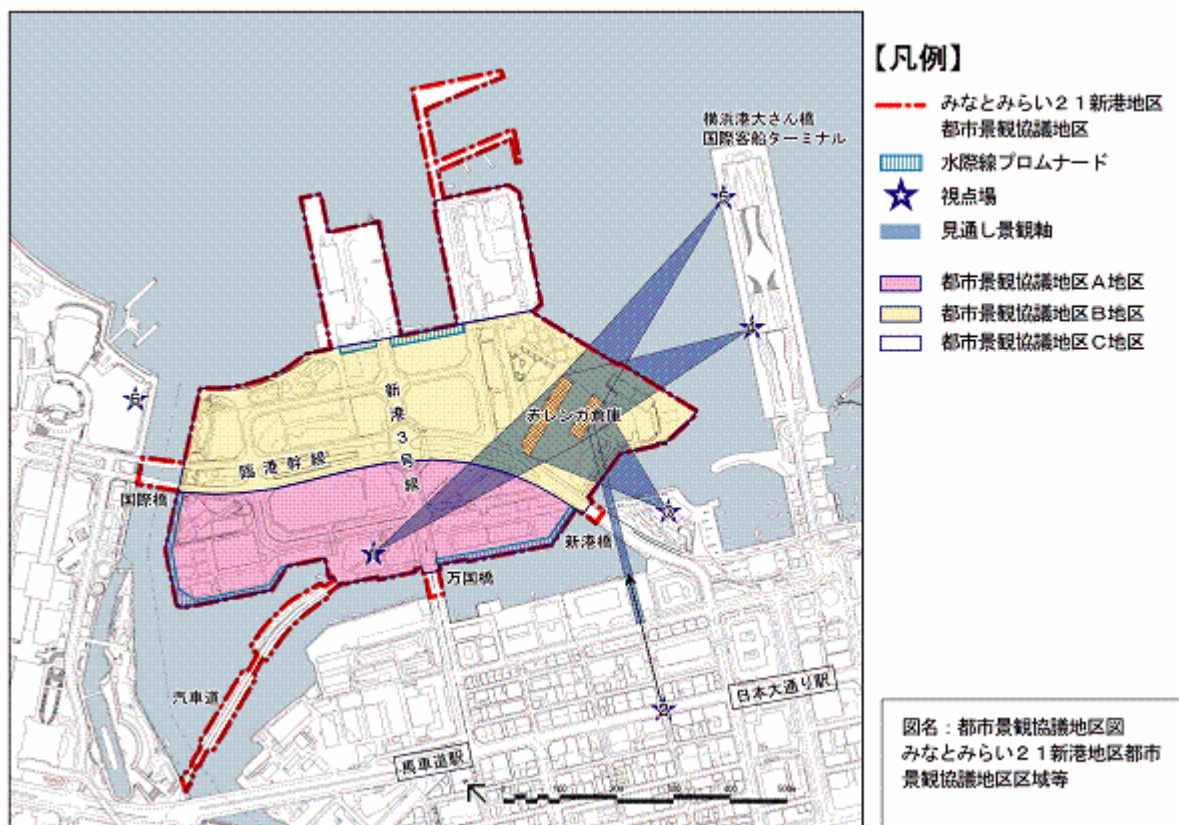 【凡例】
みなとみらい２１新港地区
都市景観協議地区
水際線プロムナード
視点場
見通し景観軸
都市景観協議地区Ａ地区
都市景観協議地区Ｂ地区
都市景観協議地区Ｃ地区
横浜港大さん橋
国際客船ターミナル
新港３号線
赤レンガ倉庫
臨港幹線
国際橋
新港橋
万国橋
汽車道
日本大通り駅
馬車道駅
図名：都市景観協議地区図
みなとみらい２１新港地区都市
景観協議地区区域等